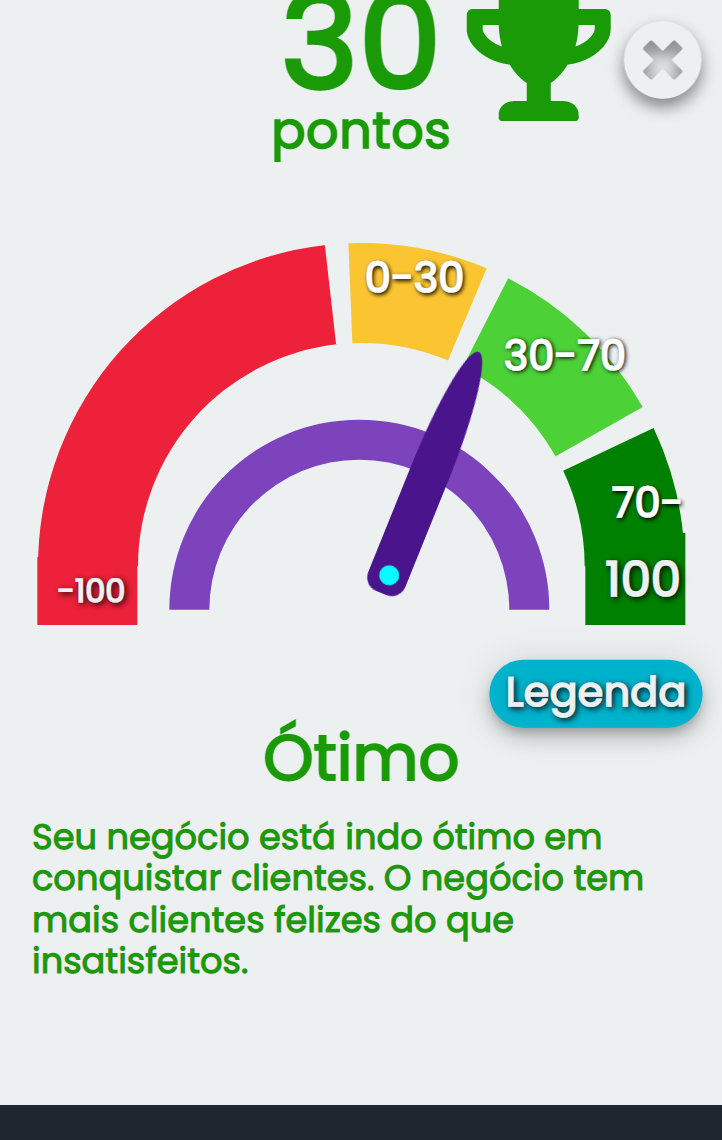 30
pontos
0-30
30-70
70-
100
-100
Legenda
Ótimo
Seu negócio está indo ótimo em
conquistar clientes. O negócio tem
mais clientes felizes do que
insatisfeitos.